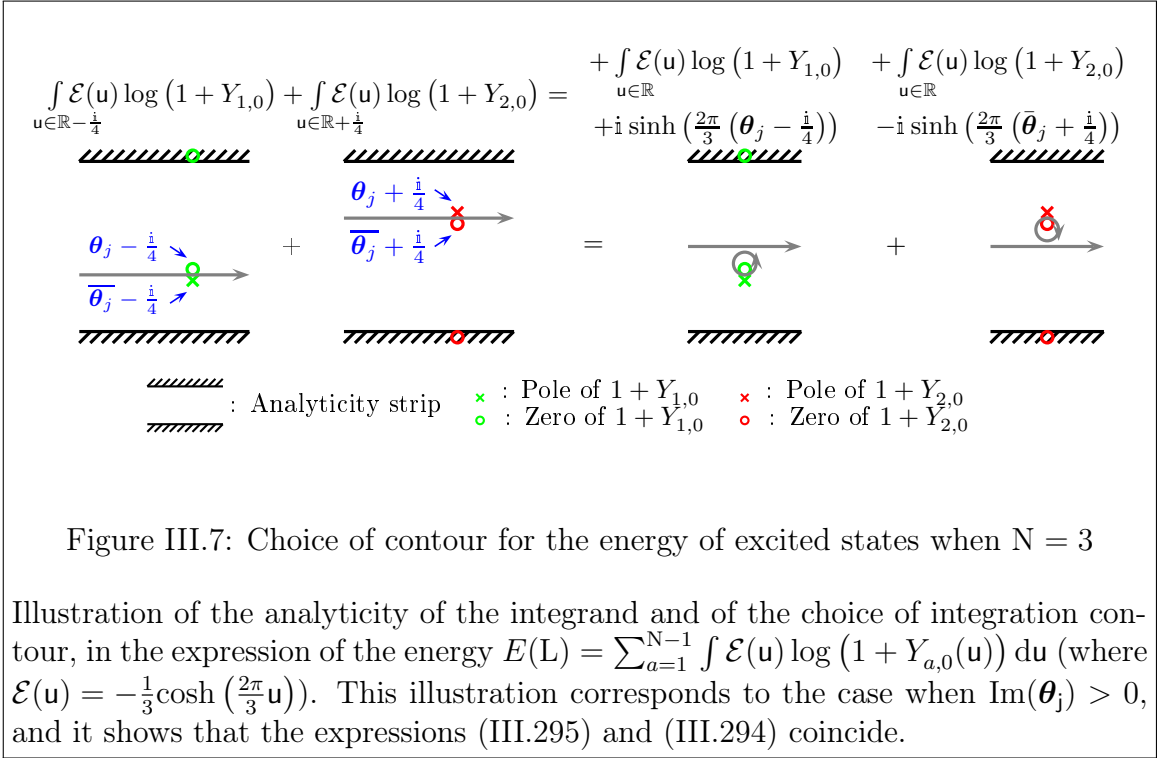 ∫_{u∈ℝ−i/4} ℰ(u) log (1 + Y_{1,0}) + ∫_{u∈ℝ+i/4} ℰ(u) log (1 + Y_{2,0}) =
+ ∫_{u∈ℝ} ℰ(u) log (1 + Y_{1,0})
+i sinh (2π/3 (θ_j − i/4))
+ ∫_{u∈ℝ} ℰ(u) log (1 + Y_{2,0})
−i sinh (2π/3 (θ̄_j + i/4))
θ_j − i/4
θ̄_j − i/4
+
θ_j + i/4
θ̄_j + i/4
=
+
: Analyticity strip
× : Pole of 1 + Y_{1,0}
○ : Zero of 1 + Y_{1,0}
× : Pole of 1 + Y_{2,0}
○ : Zero of 1 + Y_{2,0}
Figure III.7: Choice of contour for the energy of excited states when N = 3
Illustration of the analyticity of the integrand and of the choice of integration con-
tour, in the expression of the energy E(L) = ∑_{a=1}^{N−1} ∫ ℰ(u) log (1 + Y_{a,0}(u)) du (where
ℰ(u) = −1/3 cosh (2π/3 u)). This illustration corresponds to the case when Im(θ_j) > 0,
and it shows that the expressions (III.295) and (III.294) coincide.